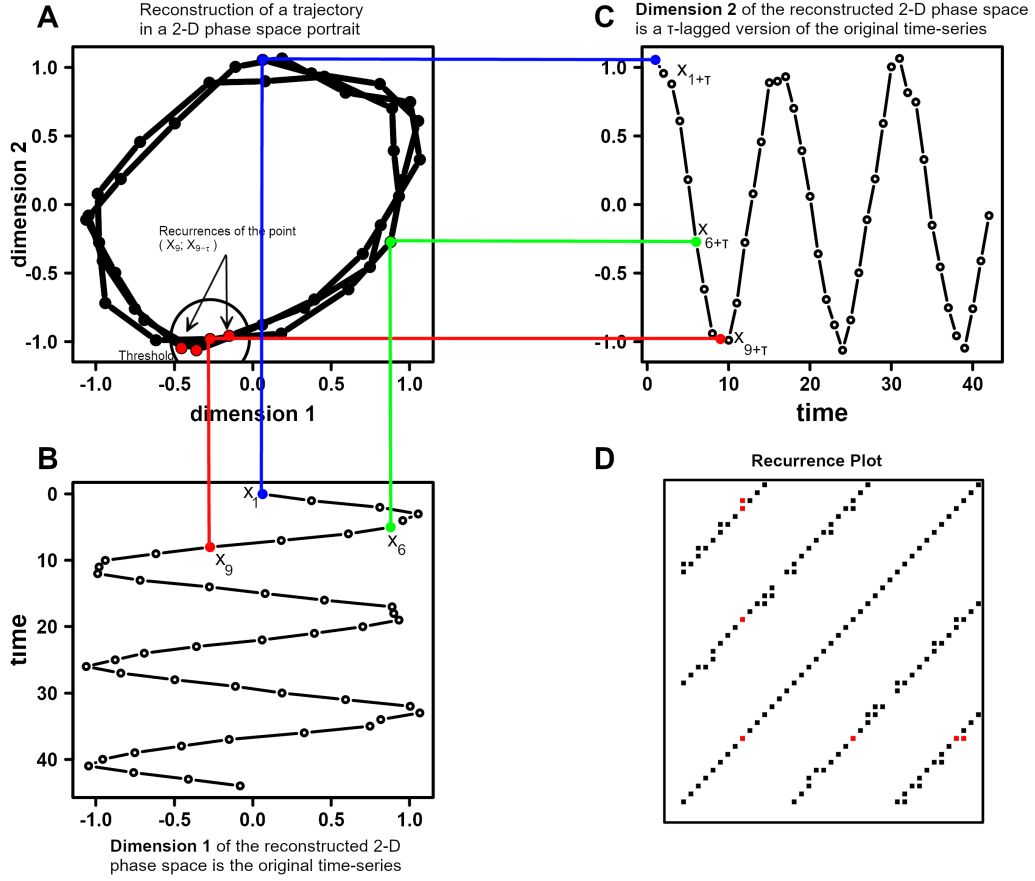 A
Reconstruction of a trajectory
in a 2-D phase space portrait
1.0
0.5
0.0
-0.5
-1.0
dimension 2
Recurrences of the point
( X9; X9+τ )
Threshold
-1.0 -0.5 0.0 0.5 1.0
dimension 1
C
Dimension 2 of the reconstructed 2-D phase space
is a τ-lagged version of the original time-series
1.0
0.5
0.0
-0.5
-1.0
x1+τ
x6+τ
x9+τ
0 10 20 30 40
time
B
0
10
20
30
40
time
x1
x6
x9
-1.0 -0.5 0.0 0.5 1.0
Dimension 1 of the reconstructed 2-D
phase space is the original time-series
D
Recurrence Plot